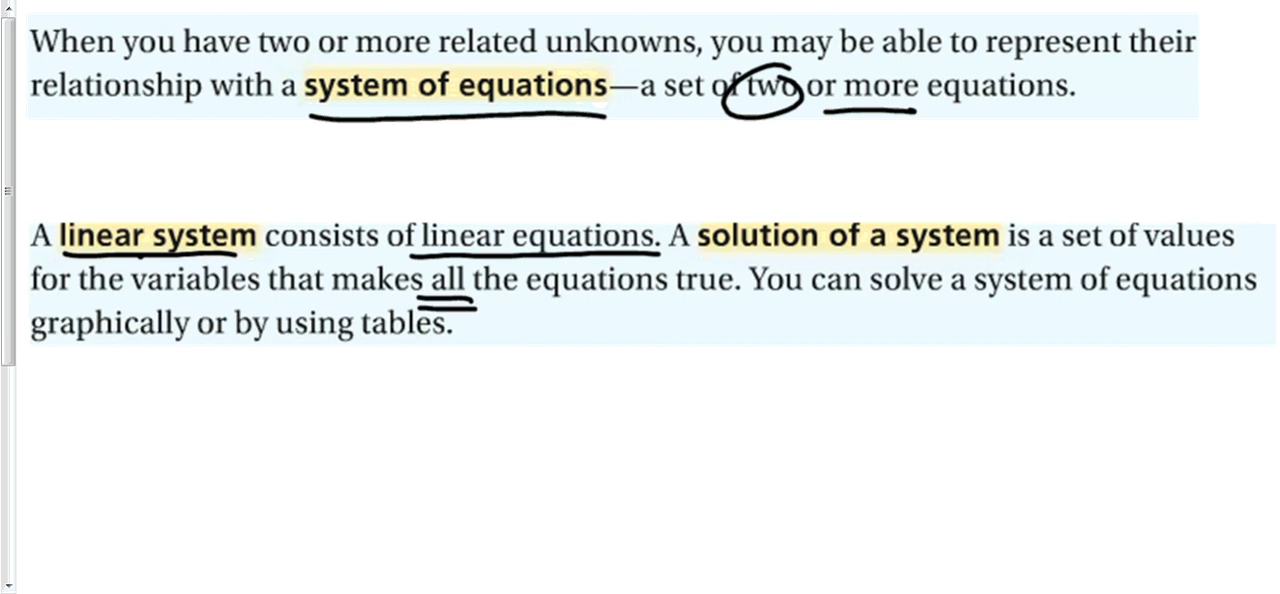 When you have two or more related unknowns, you may be able to represent their
relationship with a system of equations—a set of two or more equations.
A linear system consists of linear equations. A solution of a system is a set of values
for the variables that makes all the equations true. You can solve a system of equations
graphically or by using tables.